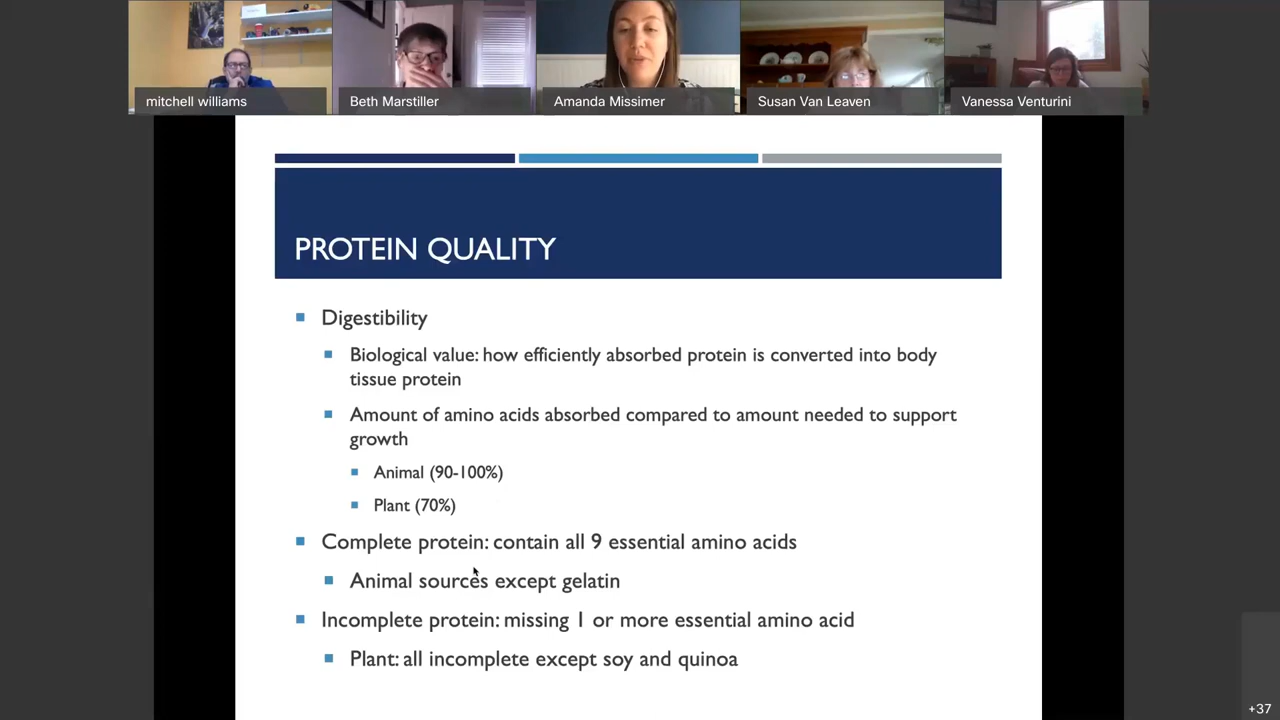 mitchell williams
Beth Marstiller
Amanda Missimer
Susan Van Leaven
Vanessa Venturini
PROTEIN QUALITY
Digestibility
Biological value: how efficiently absorbed protein is converted into body
tissue protein
Amount of amino acids absorbed compared to amount needed to support
growth
Animal (90-100%)
Plant (70%)
Complete protein: contain all 9 essential amino acids
Animal sources except gelatin
Incomplete protein: missing 1 or more essential amino acid
Plant: all incomplete except soy and quinoa
+37